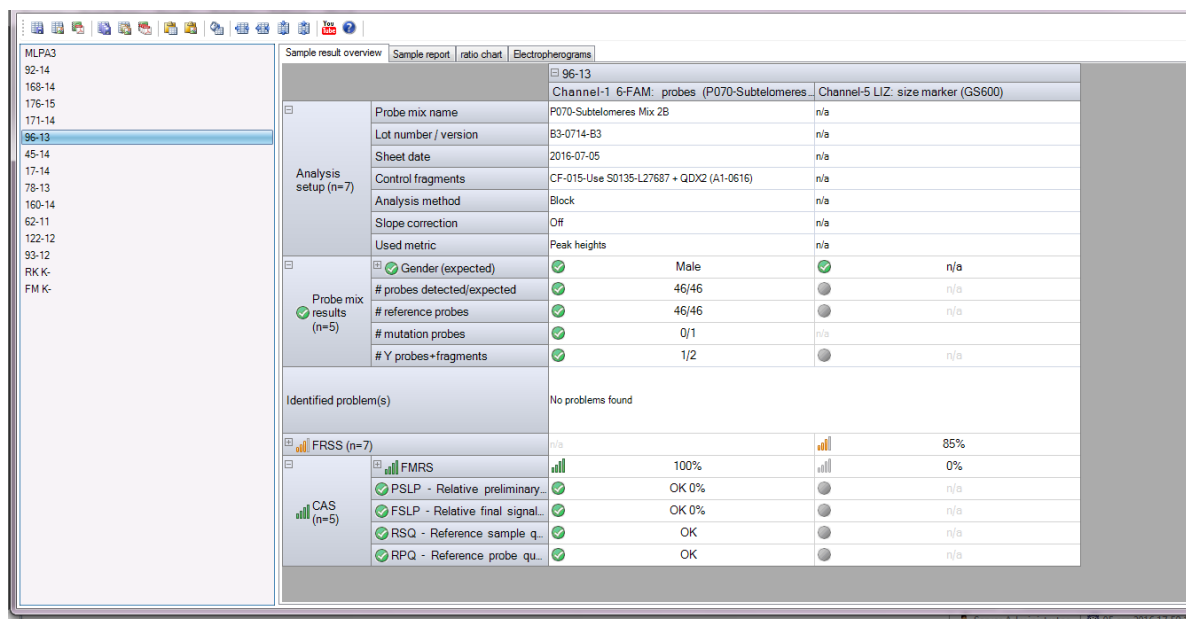 You
Tube
MLPA3
92-14
168-14
176-15
171-14
96-13
45-14
17-14
78-13
160-14
62-11
122-12
93-12
RK K-
FM K-
Sample result overview Sample report ratio chart Electropherograms
96-13
Channel-1 6-FAM: probes (P070-Subtelomeres... Channel-5 LIZ: size marker (GS600)
Analysis setup (n=7)
Probe mix name P070-Subtelomeres Mix 2B n/a
Lot number / version B3-0714-B3 n/a
Sheet date 2016-07-05 n/a
Control fragments CF-015-Use S0135-L27687 + QDX2 (A1-0616) n/a
Analysis method Block n/a
Slope correction Off n/a
Used metric Peak heights n/a
Probe mix results (n=5)
Gender (expected) Male n/a
# probes detected/expected 46/46 n/a
# reference probes 46/46 n/a
# mutation probes 0/1 n/a
# Y probes+fragments 1/2 n/a
Identified problem(s) No problems found
FRSS (n=7) n/a 85%
CAS (n=5)
FMRS 100% 0%
PSLP - Relative preliminary... OK 0% n/a
FSLP - Relative final signal... OK 0% n/a
RSQ - Reference sample q... OK n/a
RPQ - Reference probe qu... OK n/a